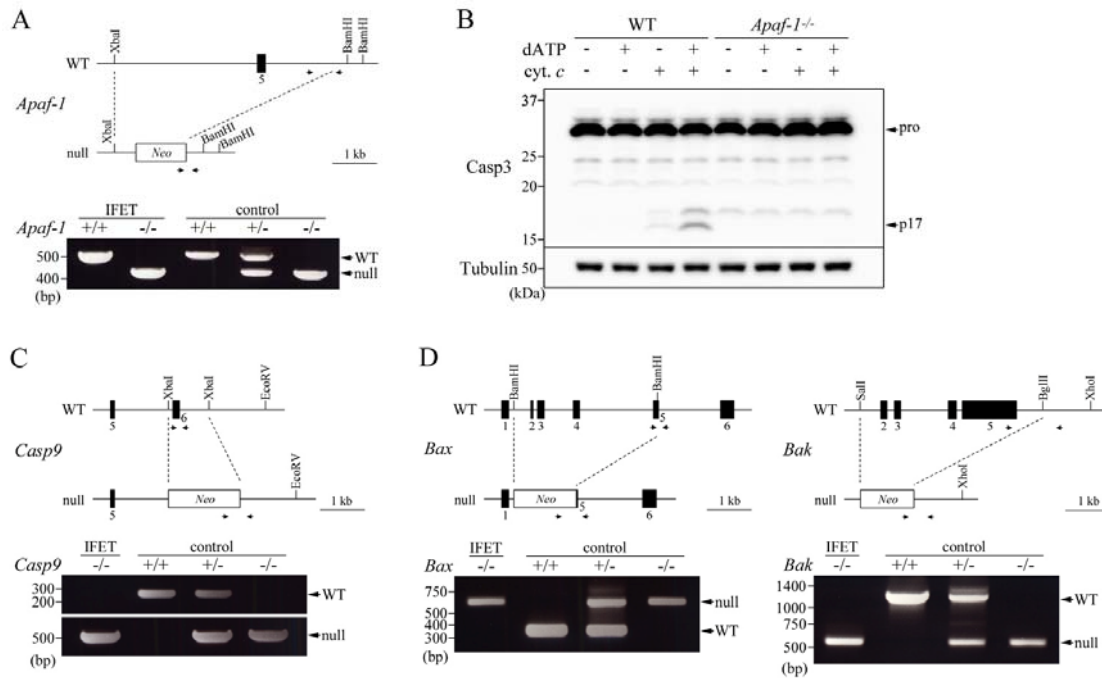 A
XbaI
BamHI
BamHI
WT
5
Apaf-1
XbaI
BamHI
BamHI
null
Neo
1 kb
IFET
control
Apaf-1
+/+
-/-
+/+
+/-
-/-
500
WT
400
null
(bp)
B
WT
Apaf-1-/-
dATP
- + - + - + - +
cyt. c
- - + + - - + +
37
pro
Casp3
25
20
p17
15
Tubulin
50
(kDa)
C
XbaI
XbaI
EcoRV
WT
5
6
Casp9
EcoRV
null
Neo
5
1 kb
IFET
control
Casp9
-/-
+/+
+/-
-/-
300
200
WT
500
null
(bp)
D
BamHI
BamHI
WT
1
2
3
4
5
6
Bax
null
Neo
1
5
6
1 kb
IFET
control
Bax
-/-
+/+
+/-
-/-
750
500
null
400
300
WT
(bp)
SalI
BglII
XhoI
WT
2
3
4
5
Bak
XhoI
null
Neo
1 kb
IFET
control
Bak
-/-
+/+
+/-
-/-
1400
1000
WT
500
null
(bp)